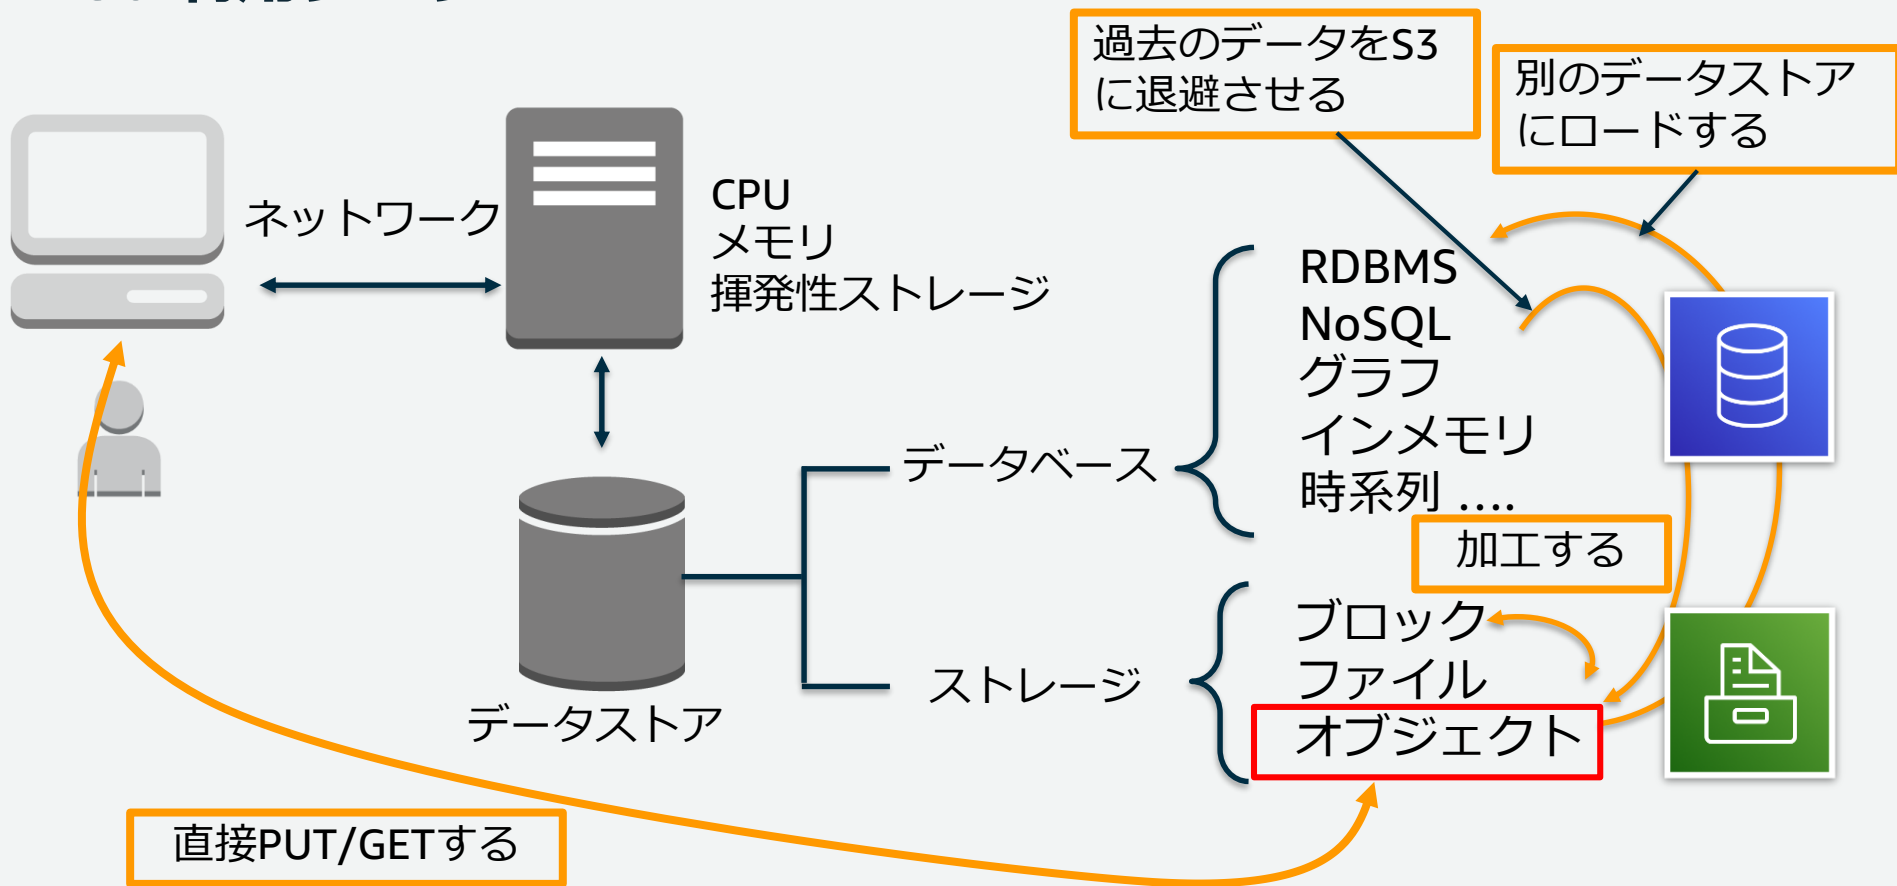 過去のデータをS3
に退避させる
別のデータストア
にロードする
ネットワーク
CPU
メモリ
揮発性ストレージ
RDBMS
NoSQL
グラフ
インメモリ
時系列 ....
データベース
加工する
ブロック
ファイル
オブジェクト
ストレージ
データストア
直接PUT/GETする